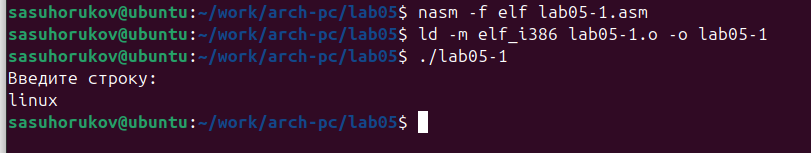 sasuhorukov@ubuntu:~/work/arch-pc/lab05$ nasm -f elf lab05-1.asm
sasuhorukov@ubuntu:~/work/arch-pc/lab05$ ld -m elf_i386 lab05-1.o -o lab05-1
sasuhorukov@ubuntu:~/work/arch-pc/lab05$ ./lab05-1
Введите строку:
linux
sasuhorukov@ubuntu:~/work/arch-pc/lab05$